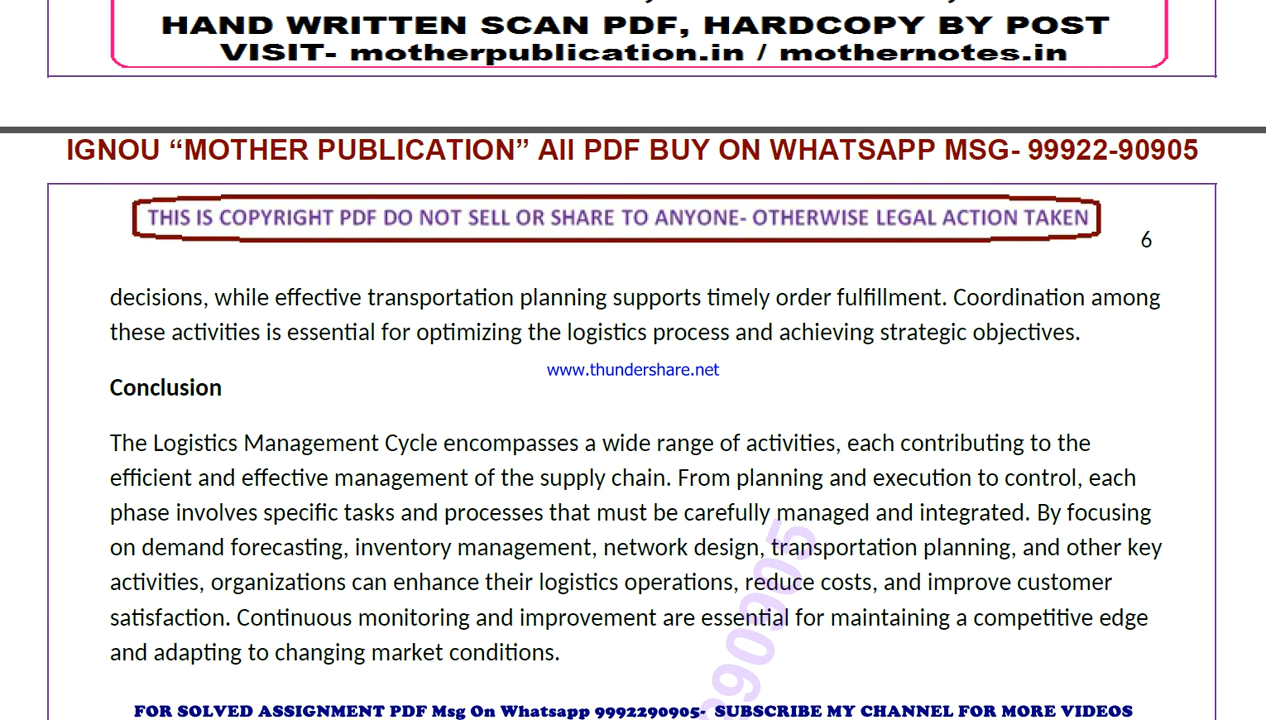 HAND WRITTEN SCAN PDF, HARDCOPY BY POST
VISIT- motherpublication.in / mothernotes.in
IGNOU “MOTHER PUBLICATION” All PDF BUY ON WHATSAPP MSG- 99922-90905
THIS IS COPYRIGHT PDF DO NOT SELL OR SHARE TO ANYONE- OTHERWISE LEGAL ACTION TAKEN
6
decisions, while effective transportation planning supports timely order fulfillment. Coordination among
these activities is essential for optimizing the logistics process and achieving strategic objectives.
www.thundershare.net
Conclusion
The Logistics Management Cycle encompasses a wide range of activities, each contributing to the
efficient and effective management of the supply chain. From planning and execution to control, each
phase involves specific tasks and processes that must be carefully managed and integrated. By focusing
on demand forecasting, inventory management, network design, transportation planning, and other key
activities, organizations can enhance their logistics operations, reduce costs, and improve customer
satisfaction. Continuous monitoring and improvement are essential for maintaining a competitive edge
and adapting to changing market conditions.
FOR SOLVED ASSIGNMENT PDF Msg On Whatsapp 9992290905- SUBSCRIBE MY CHANNEL FOR MORE VIDEOS